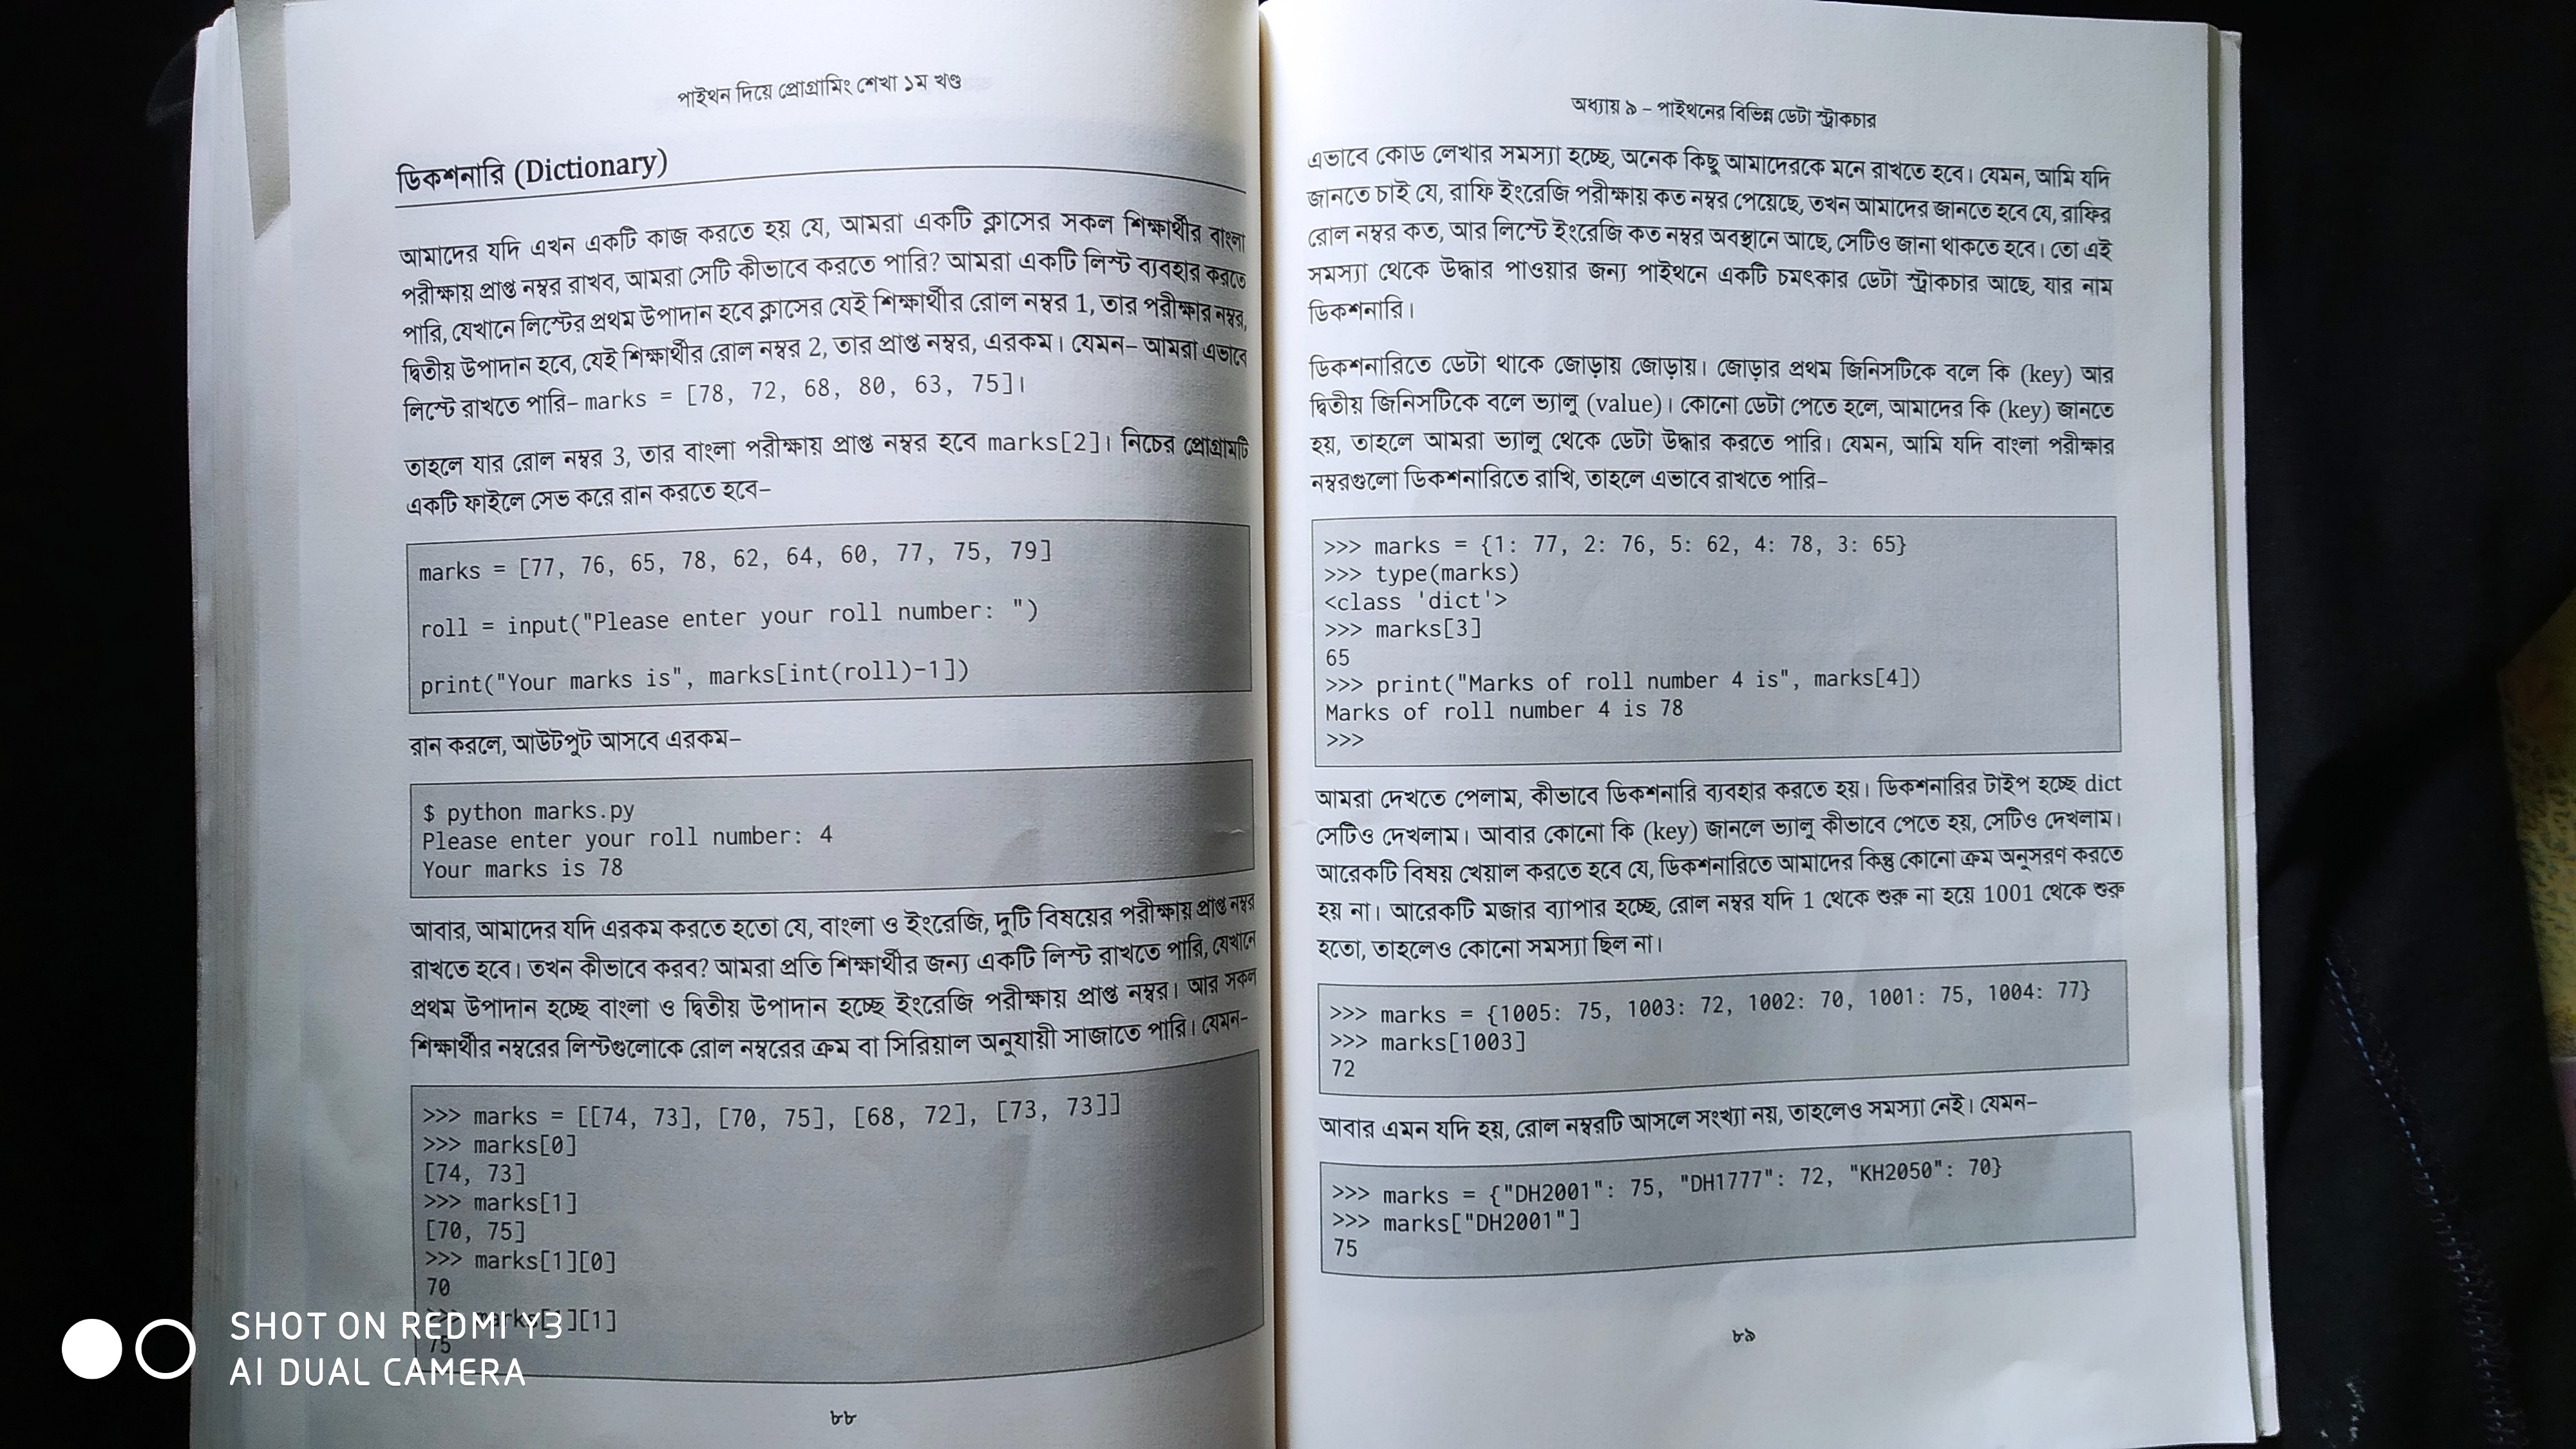 পাইথন দিয়ে প্রোগ্রামিং শেখা ১ম খণ্ড
ডিকশনারি (Dictionary)
আমাদের যদি এখন একটি কাজ করতে হয় যে, আমরা একটি ক্লাসের সকল শিক্ষার্থীর বাংলা
পরীক্ষায় প্রাপ্ত নম্বর রাখব, আমরা সেটি কীভাবে করতে পারি? আমরা একটি লিস্ট ব্যবহার করতে
পারি, যেখানে লিস্টের প্রথম উপাদান হবে ক্লাসের যেই শিক্ষার্থীর রোল নম্বর 1, তার পরীক্ষার নম্বর,
দ্বিতীয় উপাদান হবে, যেই শিক্ষার্থীর রোল নম্বর 2, তার প্রাপ্ত নম্বর, এরকম। যেমন– আমরা এভাবে
লিস্টে রাখতে পারি– marks = [78, 72, 68, 80, 63, 75]।
তাহলে যার রোল নম্বর 3, তার বাংলা পরীক্ষায় প্রাপ্ত নম্বর হবে marks[2]। নিচের প্রোগ্রামটি
একটি ফাইলে সেভ করে রান করতে হবে–
marks = [77, 76, 65, 78, 62, 64, 60, 77, 75, 79]
roll = input("Please enter your roll number: ")
print("Your marks is", marks[int(roll)-1])
রান করলে, আউটপুট আসবে এরকম–
$ python marks.py
Please enter your roll number: 4
Your marks is 78
আবার, আমাদের যদি এরকম করতে হতো যে, বাংলা ও ইংরেজি, দুটি বিষয়ের পরীক্ষায় প্রাপ্ত নম্বর
রাখতে হবে। তখন কীভাবে করব? আমরা প্রতি শিক্ষার্থীর জন্য একটি লিস্ট রাখতে পারি, যেখানে
প্রথম উপাদান হচ্ছে বাংলা ও দ্বিতীয় উপাদান হচ্ছে ইংরেজি পরীক্ষায় প্রাপ্ত নম্বর। আর সকল
শিক্ষার্থীর নম্বরের লিস্টগুলোকে রোল নম্বরের ক্রম বা সিরিয়াল অনুযায়ী সাজাতে পারি। যেমন–
>>> marks = [[74, 73], [70, 75], [68, 72], [73, 73]]
>>> marks[0]
[74, 73]
>>> marks[1]
[70, 75]
>>> marks[1][0]
70
>>> marks[1][1]
75
৮৮
অধ্যায় ৯ – পাইথনের বিভিন্ন ডেটা স্ট্রাকচার
এভাবে কোড লেখার সমস্যা হচ্ছে, অনেক কিছু আমাদেরকে মনে রাখতে হবে। যেমন, আমি যদি
জানতে চাই যে, রাফি ইংরেজি পরীক্ষায় কত নম্বর পেয়েছে, তখন আমাদের জানতে হবে যে, রাফির
রোল নম্বর কত, আর লিস্টে ইংরেজি কত নম্বর অবস্থানে আছে, সেটিও জানা থাকতে হবে। তো এই
সমস্যা থেকে উদ্ধার পাওয়ার জন্য পাইথনে একটি চমৎকার ডেটা স্ট্রাকচার আছে, যার নাম
ডিকশনারি।
ডিকশনারিতে ডেটা থাকে জোড়ায় জোড়ায়। জোড়ার প্রথম জিনিসটিকে বলে কি (key) আর
দ্বিতীয় জিনিসটিকে বলে ভ্যালু (value)। কোনো ডেটা পেতে হলে, আমাদের কি (key) জানতে
হয়, তাহলে আমরা ভ্যালু থেকে ডেটা উদ্ধার করতে পারি। যেমন, আমি যদি বাংলা পরীক্ষার
নম্বরগুলো ডিকশনারিতে রাখি, তাহলে এভাবে রাখতে পারি–
>>> marks = {1: 77, 2: 76, 5: 62, 4: 78, 3: 65}
>>> type(marks)
<class 'dict'>
>>> marks[3]
65
>>> print("Marks of roll number 4 is", marks[4])
Marks of roll number 4 is 78
>>>
আমরা দেখতে পেলাম, কীভাবে ডিকশনারি ব্যবহার করতে হয়। ডিকশনারির টাইপ হচ্ছে dict
সেটিও দেখলাম। আবার কোনো কি (key) জানলে ভ্যালু কীভাবে পেতে হয়, সেটিও দেখলাম।
আরেকটি বিষয় খেয়াল করতে হবে যে, ডিকশনারিতে আমাদের কিন্তু কোনো ক্রম অনুসরণ করতে
হয় না। আরেকটি মজার ব্যাপার হচ্ছে, রোল নম্বর যদি 1 থেকে শুরু না হয়ে 1001 থেকে শুরু
হতো, তাহলেও কোনো সমস্যা ছিল না।
>>> marks = {1005: 75, 1003: 72, 1002: 70, 1001: 75, 1004: 77}
>>> marks[1003]
72
আবার এমন যদি হয়, রোল নম্বরটি আসলে সংখ্যা নয়, তাহলেও সমস্যা নেই। যেমন–
>>> marks = {"DH2001": 75, "DH1777": 72, "KH2050": 70}
>>> marks["DH2001"]
75
৮৯
SHOT ON REDMI Y3
AI DUAL CAMERA